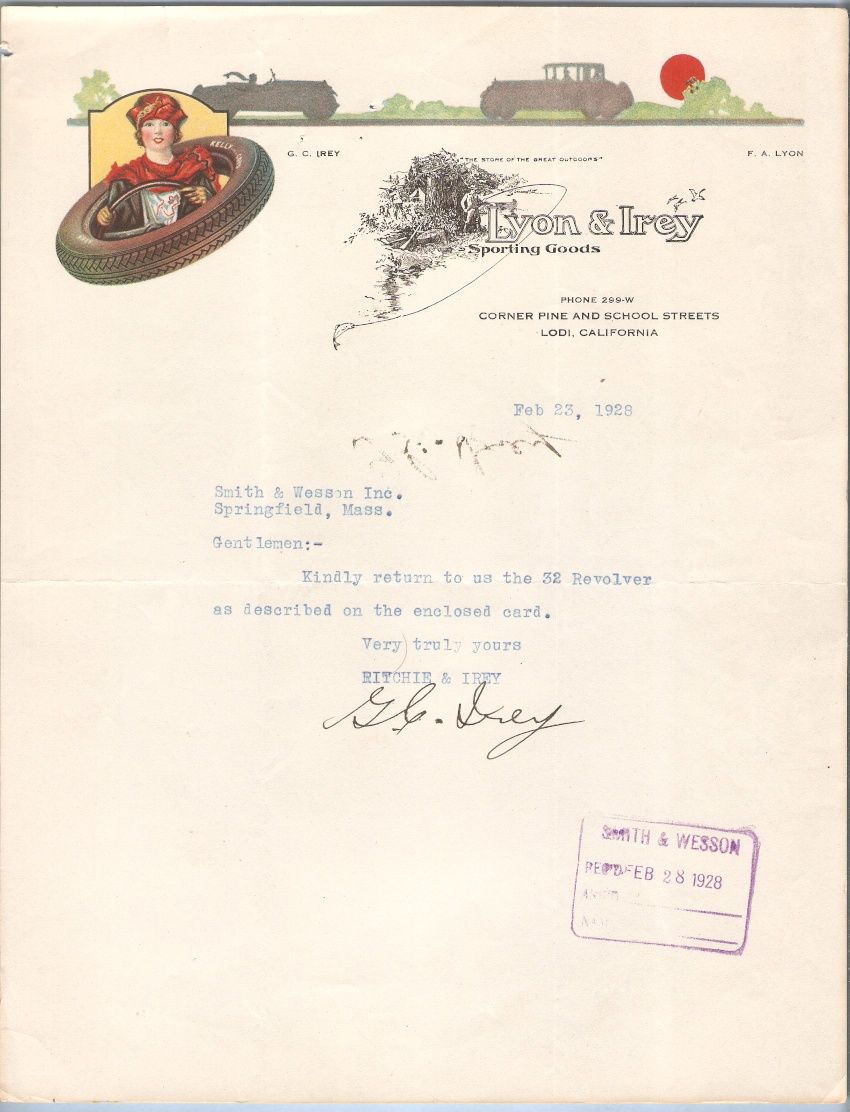 KELLY
G. C. IREY
"THE STORE OF THE GREAT OUTDOORS"
F. A. LYON
Lyon & Irey
Sporting Goods
PHONE 299-W
CORNER PINE AND SCHOOL STREETS
LODI, CALIFORNIA
Feb 23, 1928
Smith & Wesson Inc.
Springfield, Mass.
Gentlemen:-
Kindly return to us the 32 Revolver
as described on the enclosed card.
Very truly yours
RITCHIE & IREY
G.C. Irey
SMITH & WESSON
REC'D FEB 28 1928